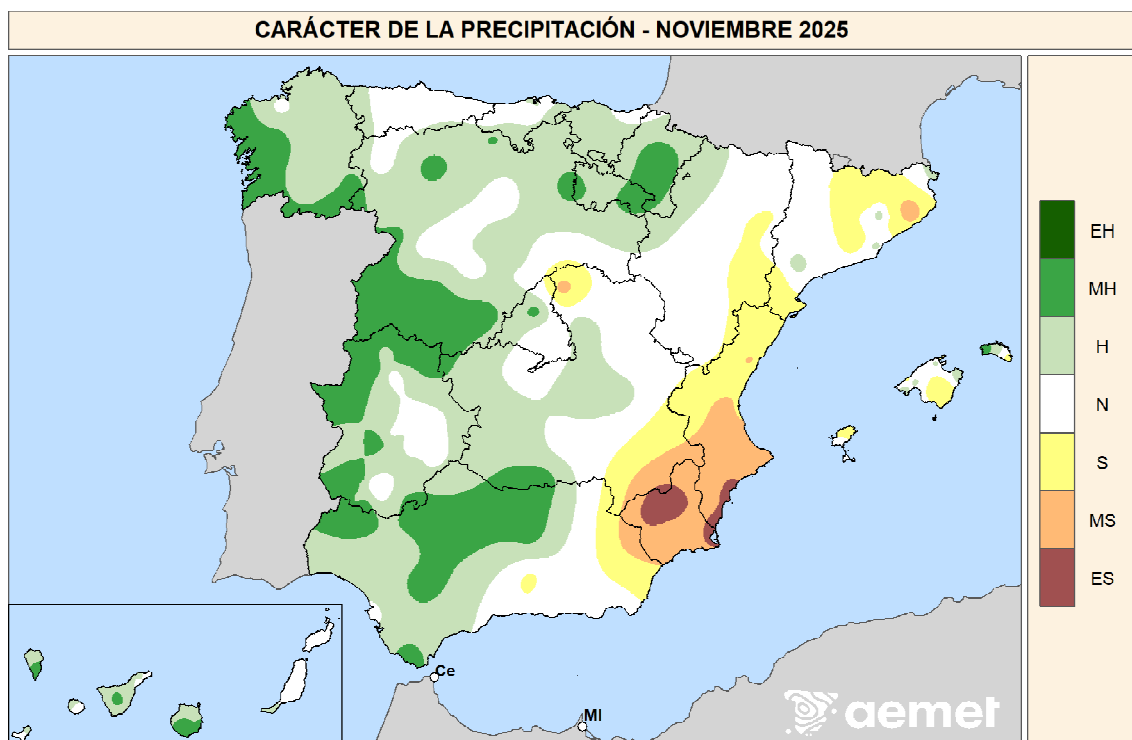 CARÁCTER DE LA PRECIPITACIÓN - NOVIEMBRE 2025
EH
MH
H
N
S
MS
ES
Ce
Ml
aemet